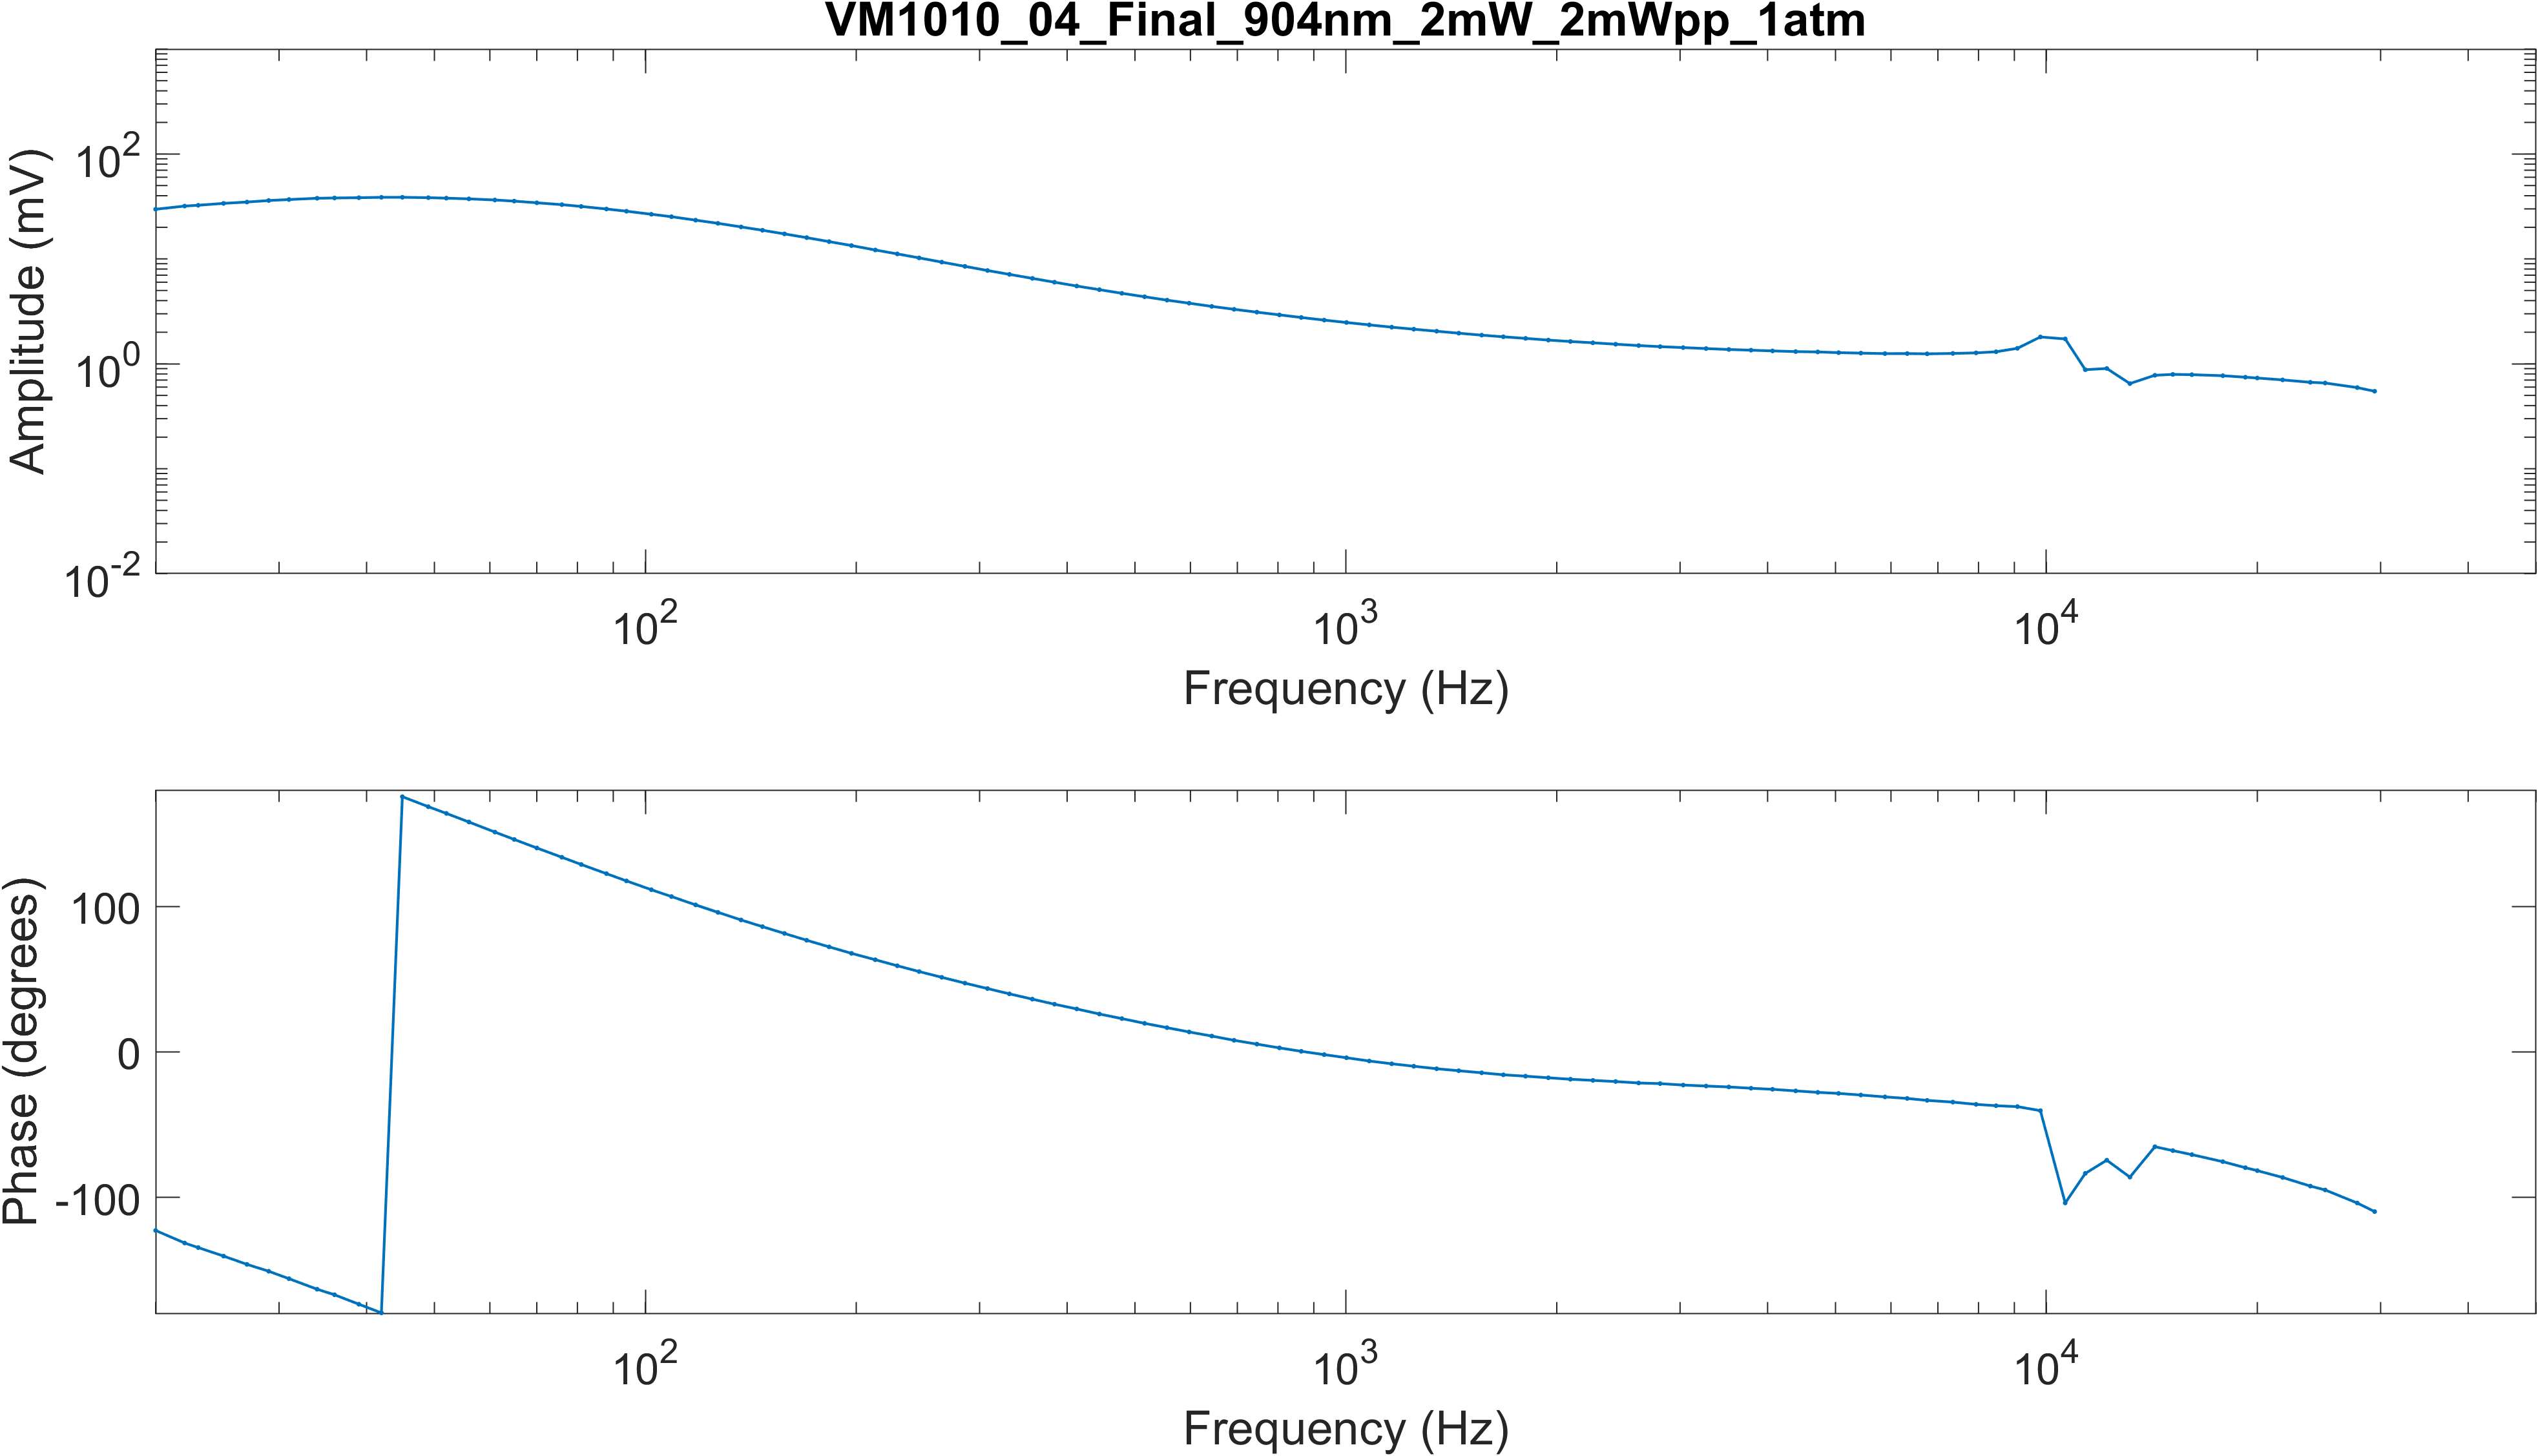 VM1010_04_Final_904nm_2mW_2mWpp_1atm
Amplitude (mV)
10^2
10^0
10^-2
10^2
10^3
10^4
Frequency (Hz)
Phase (degrees)
100
0
-100
10^2
10^3
10^4
Frequency (Hz)